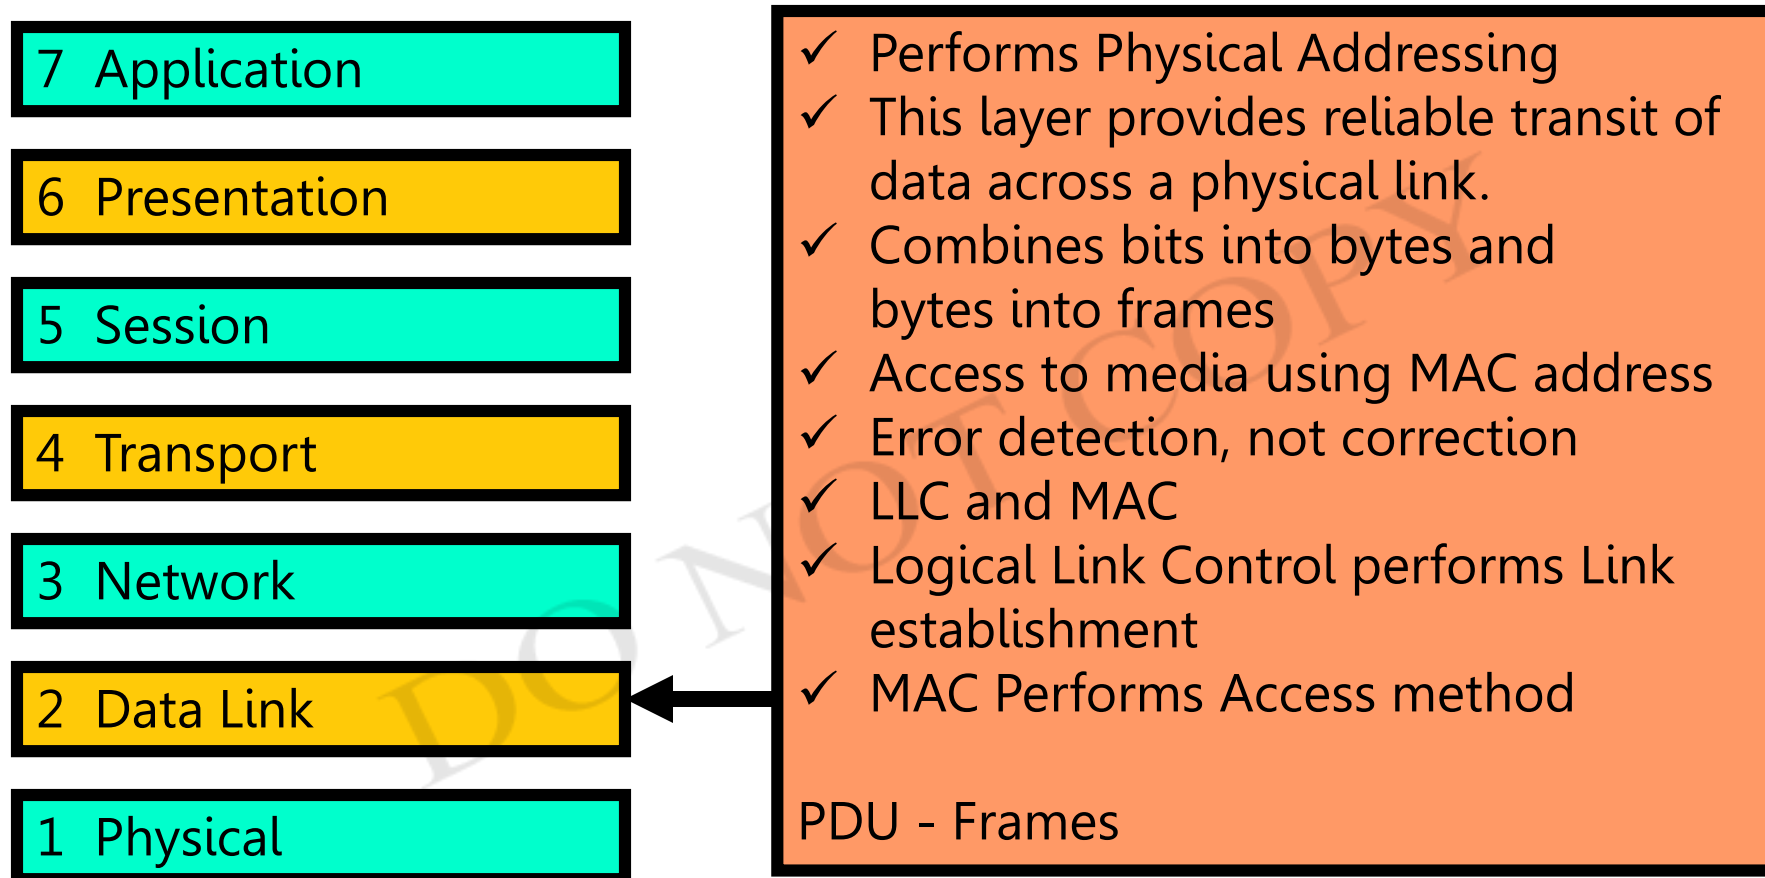 7 Application
6 Presentation
5 Session
4 Transport
3 Network
2 Data Link
1 Physical
✓ Performs Physical Addressing
✓ This layer provides reliable transit of
data across a physical link.
✓ Combines bits into bytes and
bytes into frames
✓ Access to media using MAC address
✓ Error detection, not correction
✓ LLC and MAC
✓ Logical Link Control performs Link
establishment
✓ MAC Performs Access method
PDU - Frames
DO NOT COPY